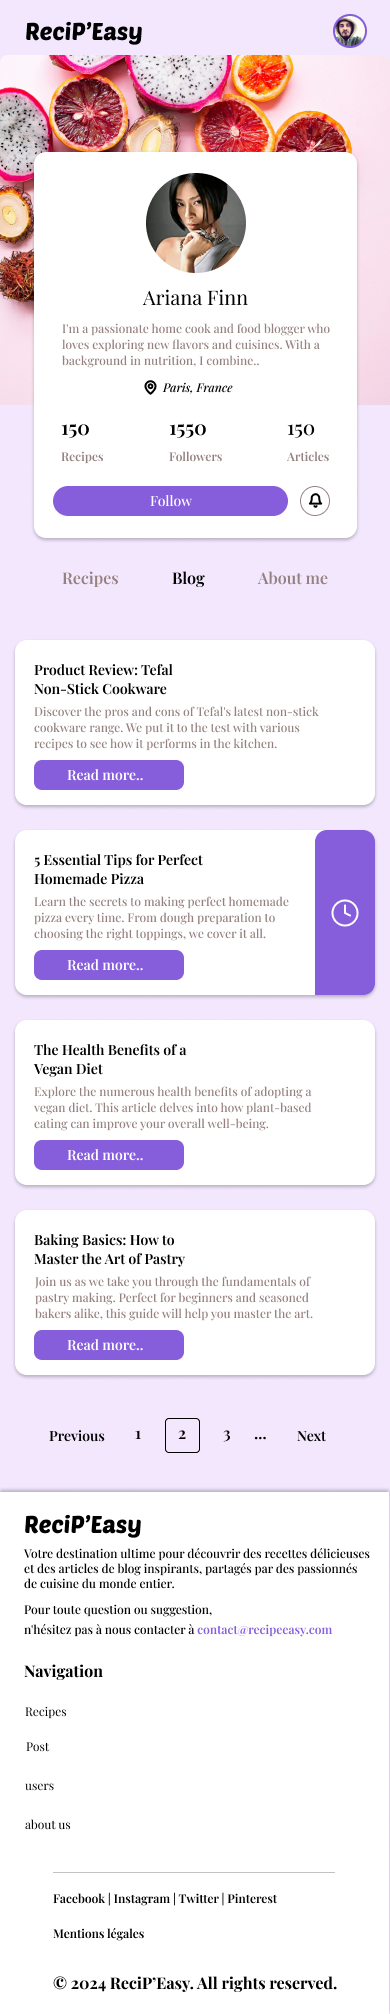 ReciP'Easy
Ariana Finn
I'm a passionate home cook and food blogger who
loves exploring new flavors and cuisines. With a
background in nutrition, I combine..
Paris, France
150 1550 150
Recipes Followers Articles
Follow
Recipes Blog About me
Product Review: Tefal
Non-Stick Cookware
Discover the pros and cons of Tefal's latest non-stick
cookware range. We put it to the test with various
recipes to see how it performs in the kitchen.
Read more..
5 Essential Tips for Perfect
Homemade Pizza
Learn the secrets to making perfect homemade
pizza every time. From dough preparation to
choosing the right toppings, we cover it all.
Read more..
The Health Benefits of a
Vegan Diet
Explore the numerous health benefits of adopting a
vegan diet. This article delves into how plant-based
eating can improve your overall well-being.
Read more..
Baking Basics: How to
Master the Art of Pastry
Join us as we take you through the fundamentals of
pastry making. Perfect for beginners and seasoned
bakers alike, this guide will help you master the art.
Read more..
Previous 1 2 3 ... Next
ReciP'Easy
Votre destination ultime pour découvrir des recettes délicieuses
et des articles de blog inspirants, partagés par des passionnés
de cuisine du monde entier.
Pour toute question ou suggestion,
n'hésitez pas à nous contacter à contact@recipeeasy.com
Navigation
Recipes
Post
users
about us
Facebook | Instagram | Twitter | Pinterest
Mentions légales
© 2024 ReciP'Easy. All rights reserved.